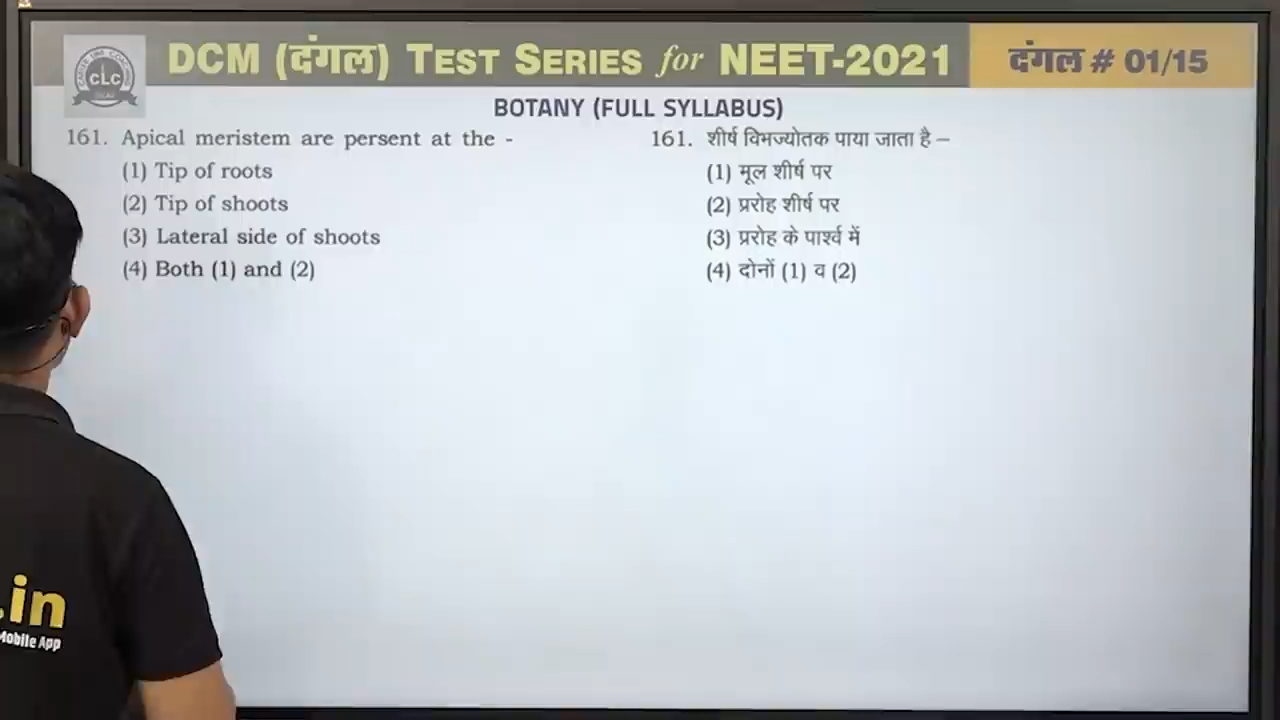 DCM (दंगल) TEST SERIES for NEET-2021
दंगल # 01/15
CLC
BOTANY (FULL SYLLABUS)
161. Apical meristem are persent at the -
(1) Tip of roots
(2) Tip of shoots
(3) Lateral side of shoots
(4) Both (1) and (2)
161. शीर्ष विभज्योतक पाया जाता है –
(1) मूल शीर्ष पर
(2) प्ररोह शीर्ष पर
(3) प्ररोह के पार्श्व में
(4) दोनों (1) व (2)
.in
Mobile App